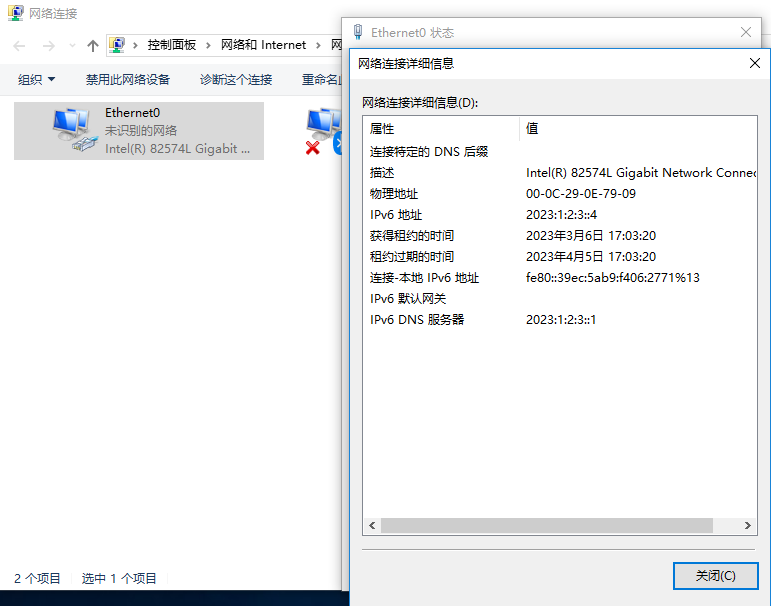 网络连接
控制面板 › 网络和 Internet ›
组织 禁用此网络设备 诊断这个连接
Ethernet0
未识别的网络
Intel(R) 82574L Gigabit ...
2 个项目 选中 1 个项目
Ethernet0 状态
网络连接详细信息
网络连接详细信息(D):
属性 值
连接特定的 DNS 后缀
描述 Intel(R) 82574L Gigabit Network Connec
物理地址 00-0C-29-0E-79-09
IPv6 地址 2023:1:2:3::4
获得租约的时间 2023年3月6日 17:03:20
租约过期的时间 2023年4月5日 17:03:20
连接-本地 IPv6 地址 fe80::39ec:5ab9:f406:2771%13
IPv6 默认网关
IPv6 DNS 服务器 2023:1:2:3::1
关闭(C)